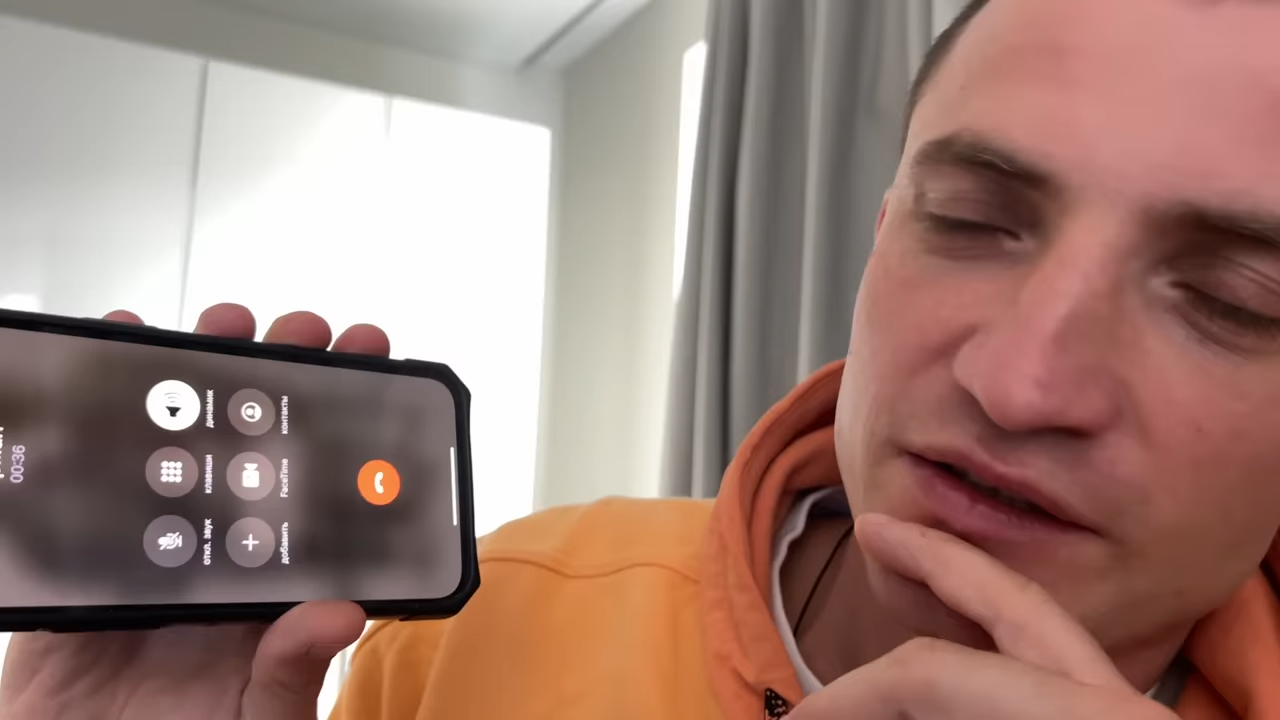 00:36
откл. звук
клавиши
динамик
добавить
FaceTime
контакты